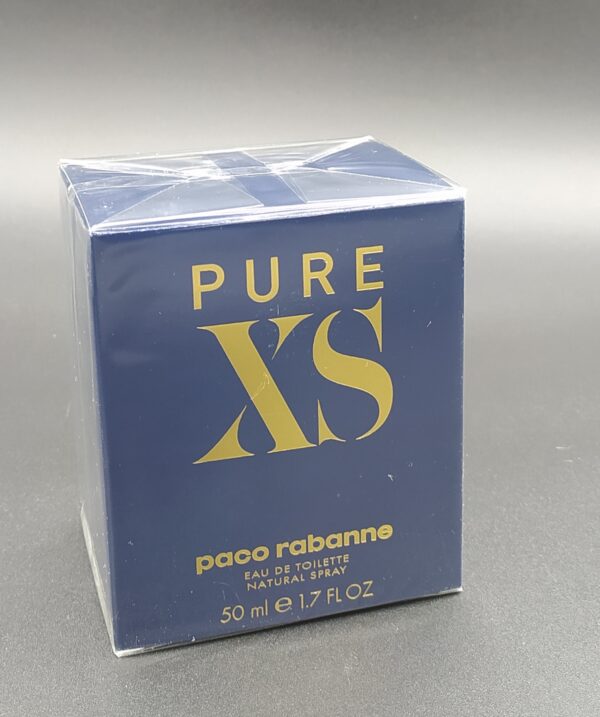 PURE
XS
paco rabanne
EAU DE TOILETTE
NATURAL SPRAY
50 ml ℮ 1.7 FL OZ